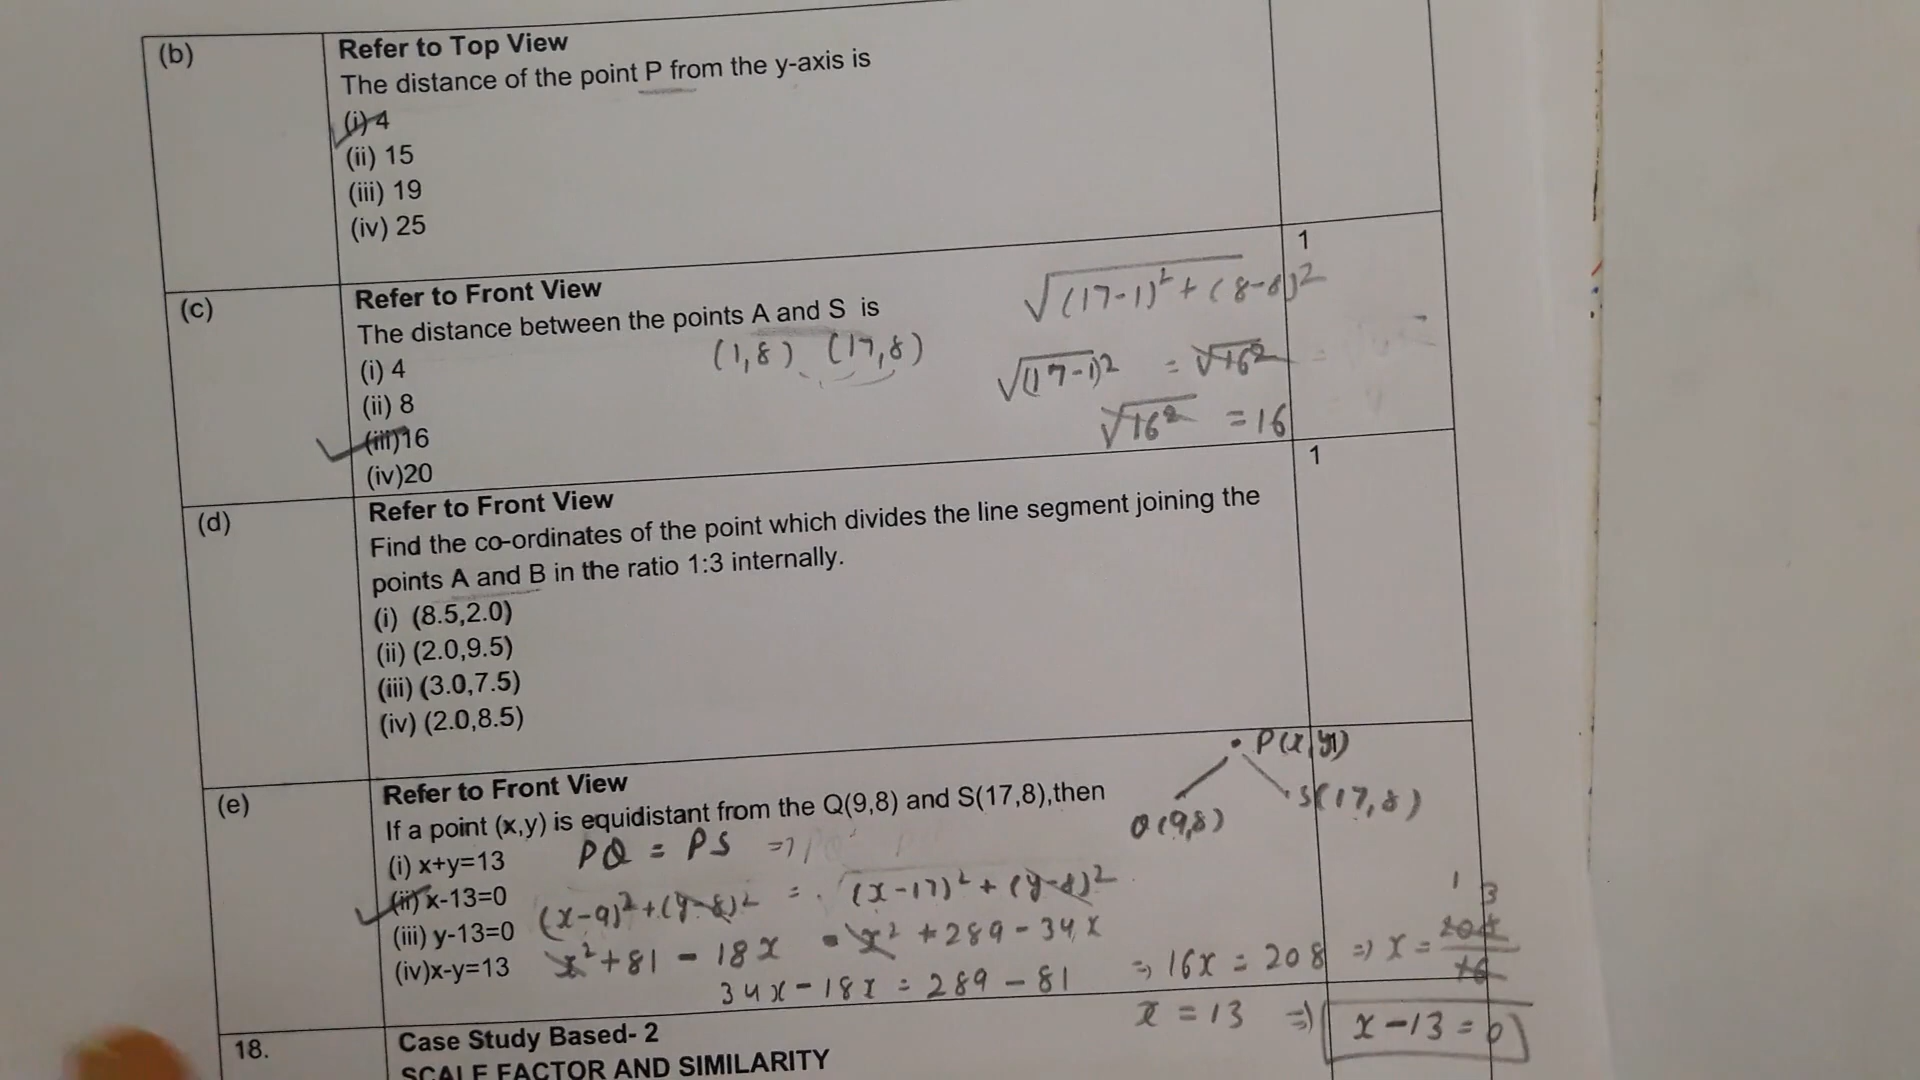 (b)
Refer to Top View
The distance of the point P from the y-axis is
(i) 4
(ii) 15
(iii) 19
(iv) 25
1
(c)
Refer to Front View
The distance between the points A and S is
(1,8) (17,8)
(i) 4
(ii) 8
(iii)16
(iv)20
√(17-1)² + (8-8)²
√(17-1)² = √16²
√16² = 16
1
(d)
Refer to Front View
Find the co-ordinates of the point which divides the line segment joining the
points A and B in the ratio 1:3 internally.
(i) (8.5,2.0)
(ii) (2.0,9.5)
(iii) (3.0,7.5)
(iv) (2.0,8.5)
(e)
Refer to Front View
If a point (x,y) is equidistant from the Q(9,8) and S(17,8),then
(i) x+y=13
(ii) x-13=0
(iii) y-13=0
(iv)x-y=13
Q(9,8)
S(17,8)
PQ = PS
(x-9)²+(y-8)² = (x-17)² + (y-8)²
x²+81 - 18x = x² + 289 - 34x
34x - 18x = 289 - 81
⇒ 16x = 208 ⇒ x =
x = 13 ⇒ x - 13 = 0
18.
Case Study Based- 2
SCALE FACTOR AND SIMILARITY